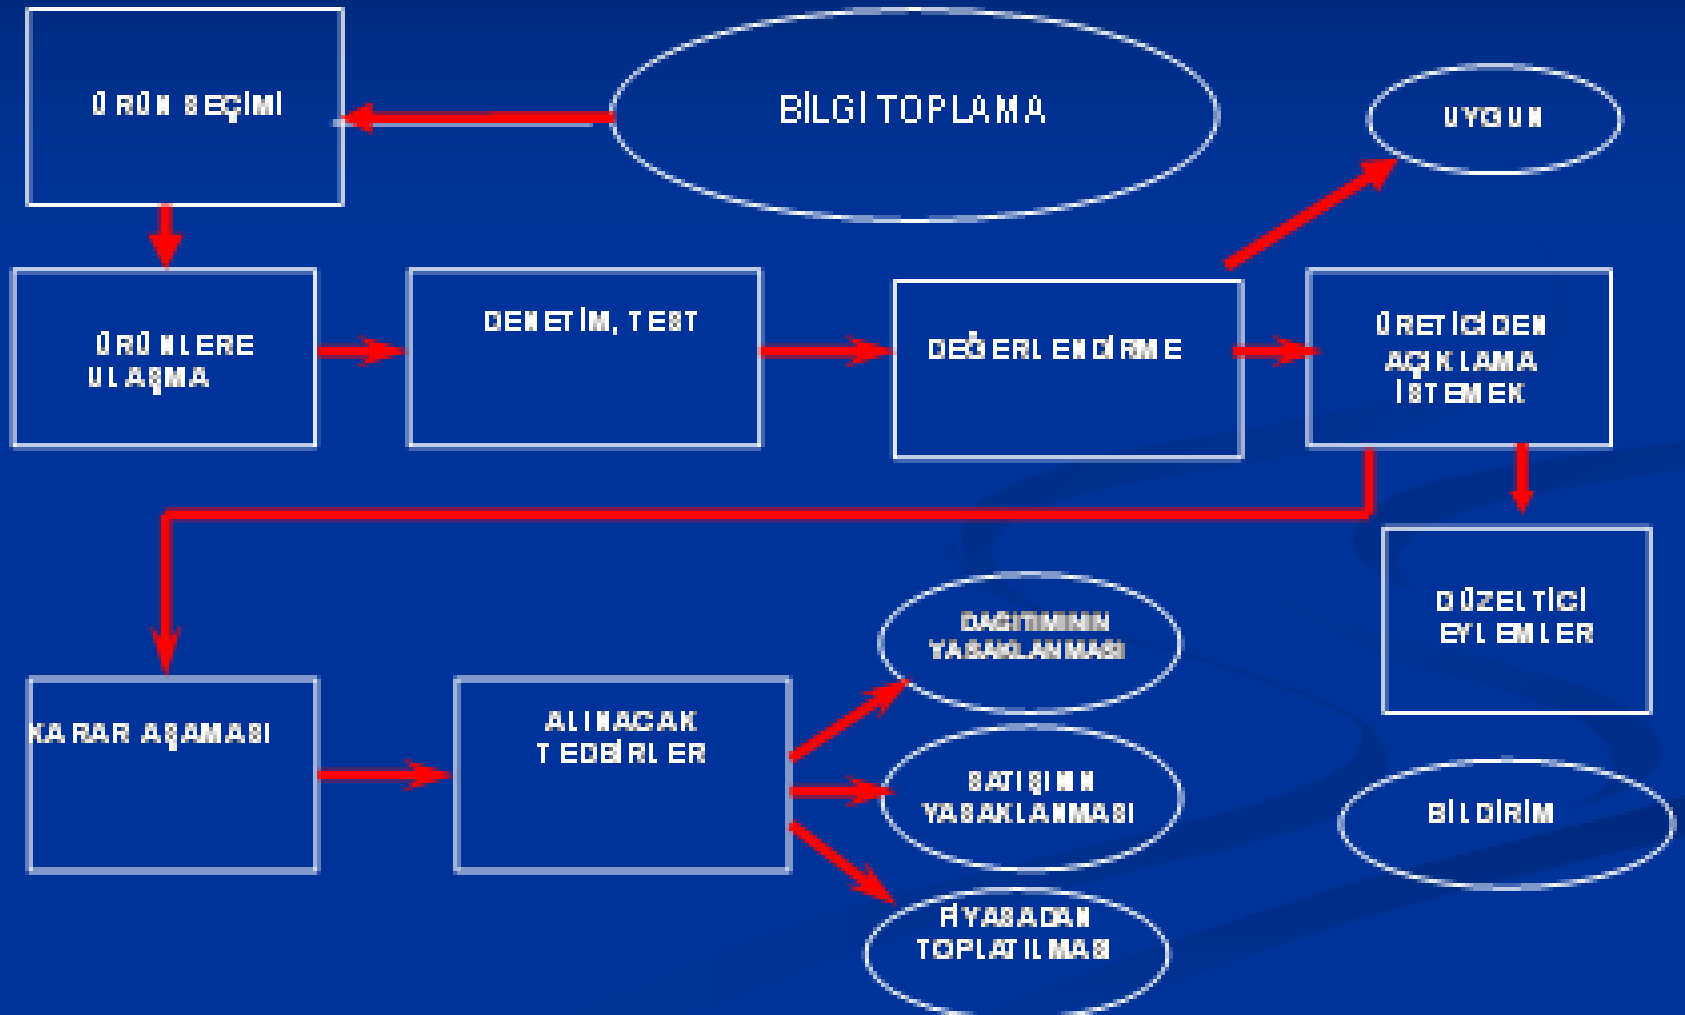 ÜRÜN SEÇİMİ
BİLGİ TOPLAMA
UYGUN
ÜRÜNLERE
ULAŞMA
DENETİM, TEST
DEĞERLENDİRME
ÜRETİCİDEN
AÇIKLAMA
İSTEMEK
DÜZELTİCİ
EYLEMLER
KARAR AŞAMASI
ALINACAK
TEDBİRLER
DAĞITIMININ
YASAKLANMASI
SATIŞININ
YASAKLANMASI
PİYASADAN
TOPLATILMASI
BİLDİRİM